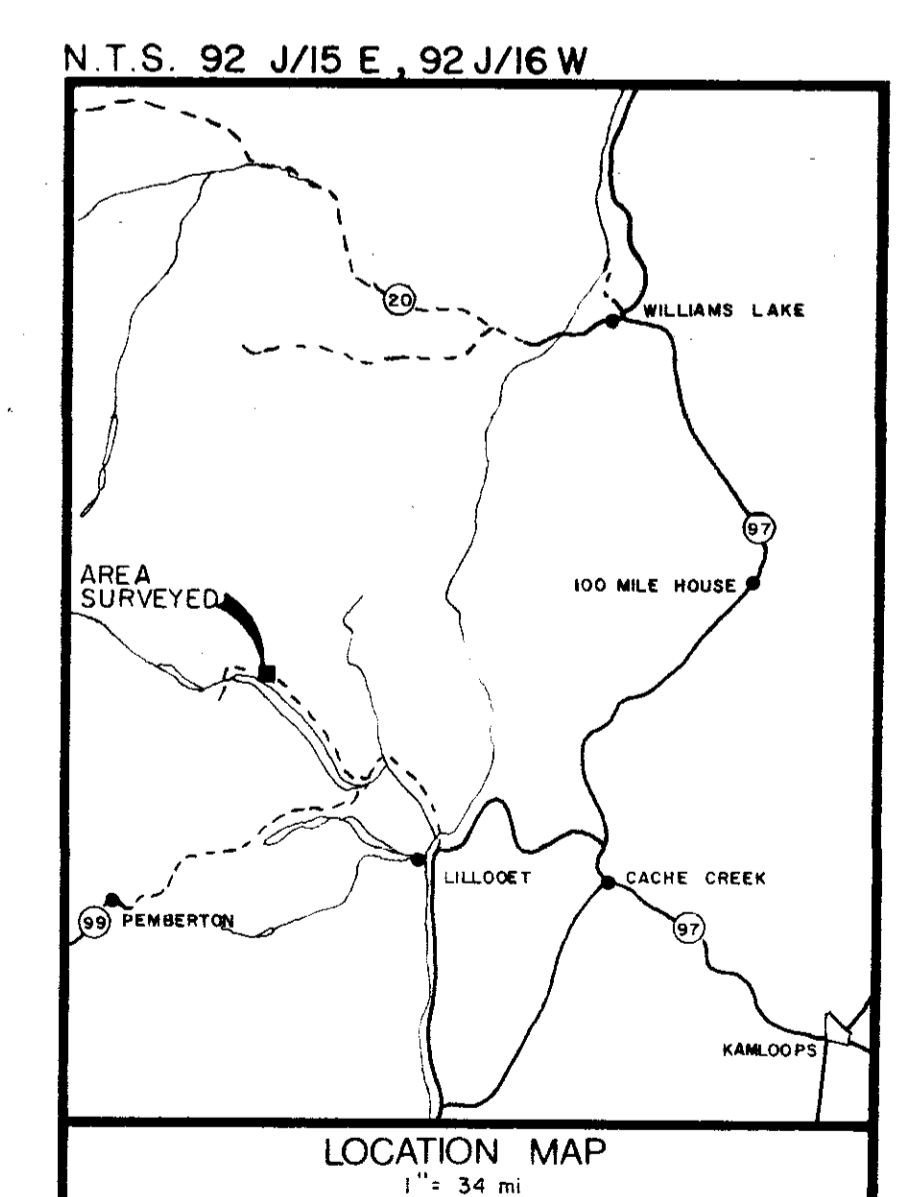 N.T.S. 92 J/15 E, 92 J/16 W
20
WILLIAMS LAKE
97
100 MILE HOUSE
AREA
SURVEYED
LILLOOET
CACHE CREEK
99 PEMBERTON
97
KAMLOOPS
LOCATION MAP
1" = 34 mi